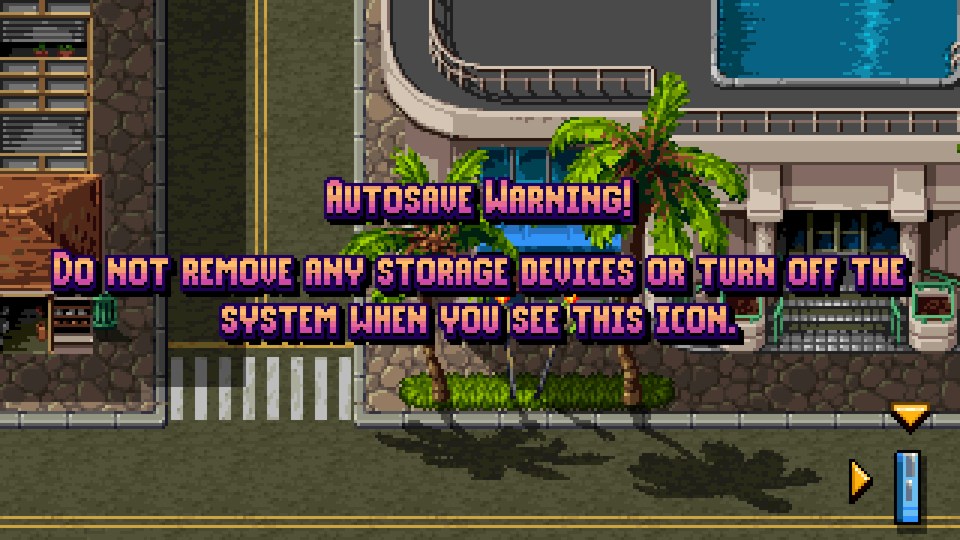 Autosave Warning!
Do not remove any storage devices or turn off the
system when you see this icon.